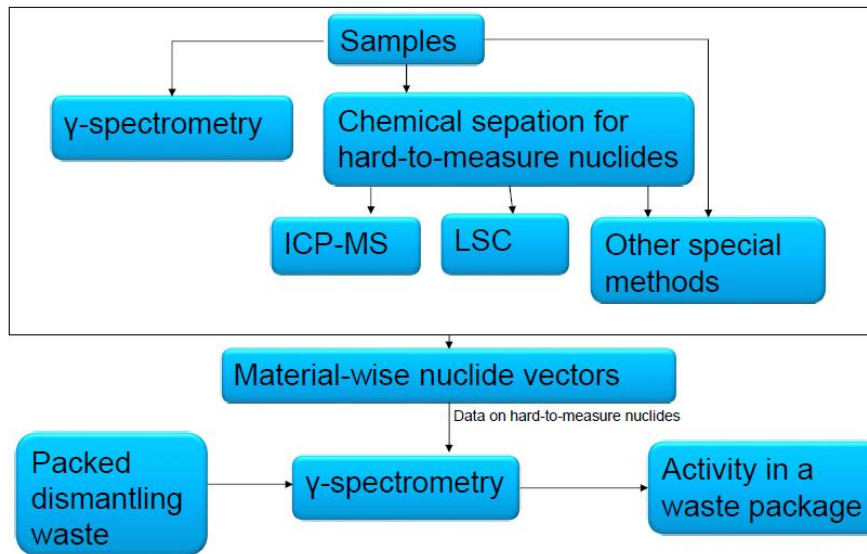 Samples
γ-spectrometry
Chemical sepation for
hard-to-measure nuclides
ICP-MS
LSC
Other special
methods
Material-wise nuclide vectors
Data on hard-to-measure nuclides
Packed
dismantling
waste
γ-spectrometry
Activity in a
waste package